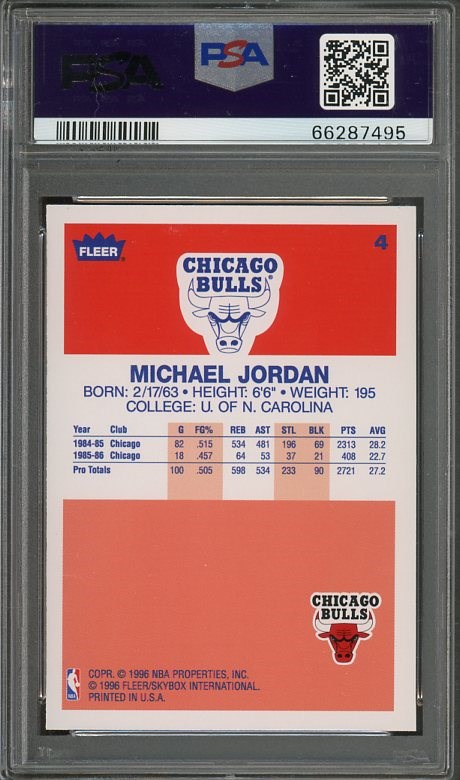 PSA
PSA
66287495
FLEER
4
CHICAGO
BULLS®
MICHAEL JORDAN
BORN: 2/17/63 • HEIGHT: 6'6" • WEIGHT: 195
COLLEGE: U. OF N. CAROLINA
Year Club G FG% REB AST STL BLK PTS AVG
1984-85 Chicago 82 .515 534 481 196 69 2313 28.2
1985-86 Chicago 18 .457 64 53 37 21 408 22.7
Pro Totals 100 .505 598 534 233 90 2721 27.2
CHICAGO
BULLS
NBA
COPR. © 1996 NBA PROPERTIES, INC.
© 1996 FLEER/SKYBOX INTERNATIONAL.
PRINTED IN U.S.A.